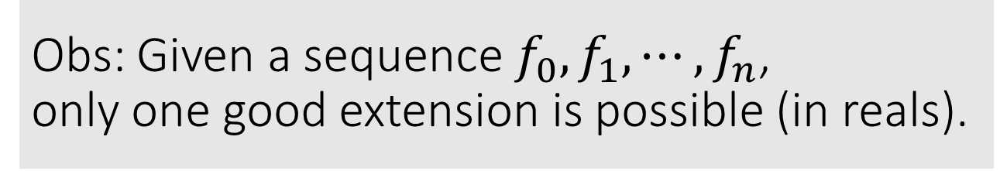 Obs: Given a sequence f₀, f₁, ⋯ , fₙ,
only one good extension is possible (in reals).